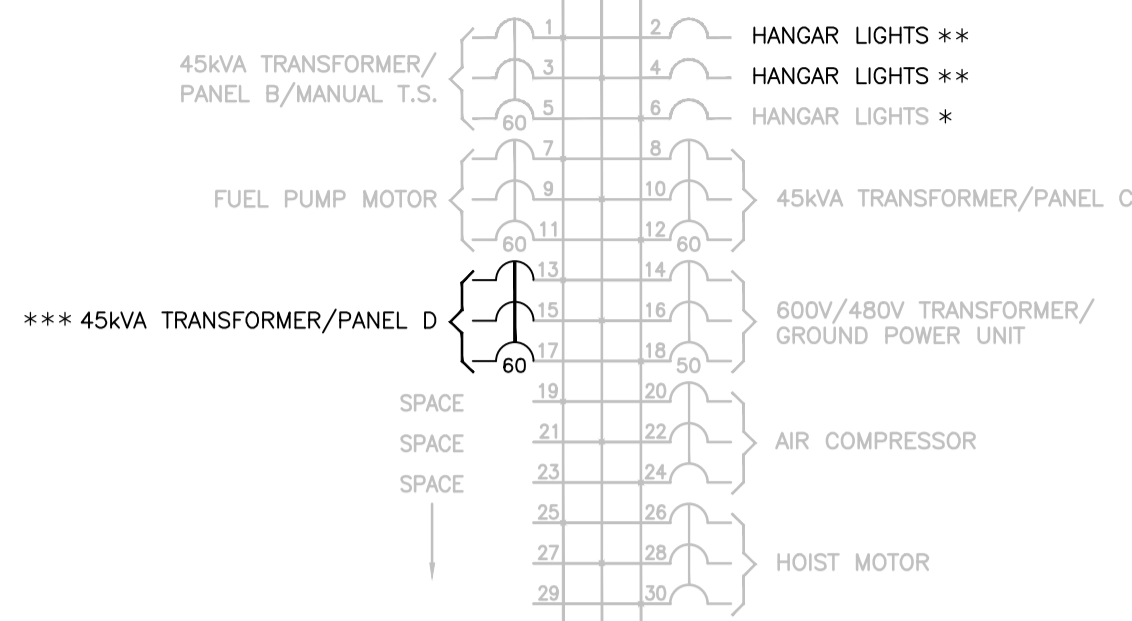 1 2 HANGAR LIGHTS **
45kVA TRANSFORMER/
PANEL B/MANUAL T.S.
3 4 HANGAR LIGHTS **
60 5 6 HANGAR LIGHTS *
7 8
FUEL PUMP MOTOR 9 10 45kVA TRANSFORMER/PANEL C
60 11 12 60
13 14
*** 45kVA TRANSFORMER/PANEL D 15 16 600V/480V TRANSFORMER/
GROUND POWER UNIT
60 17 18 50
SPACE 19 20
SPACE 21 22 AIR COMPRESSOR
SPACE 23 24
25 26
27 28 HOIST MOTOR
29 30